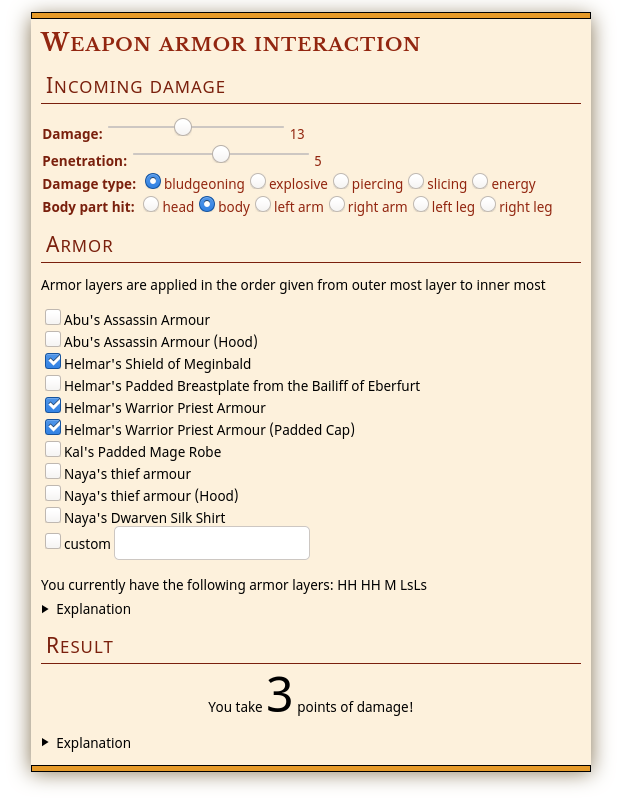 Weapon armor interaction
Incoming damage
Damage: 13
Penetration: 5
Damage type: bludgeoning explosive piercing slicing energy
Body part hit: head body left arm right arm left leg right leg
Armor
Armor layers are applied in the order given from outer most layer to inner most
Abu's Assassin Armour
Abu's Assassin Armour (Hood)
Helmar's Shield of Meginbald
Helmar's Padded Breastplate from the Bailiff of Eberfurt
Helmar's Warrior Priest Armour
Helmar's Warrior Priest Armour (Padded Cap)
Kal's Padded Mage Robe
Naya's thief armour
Naya's thief armour (Hood)
Naya's Dwarven Silk Shirt
custom
You currently have the following armor layers: HH HH M LsLs
Explanation
Result
You take 3 points of damage!
Explanation